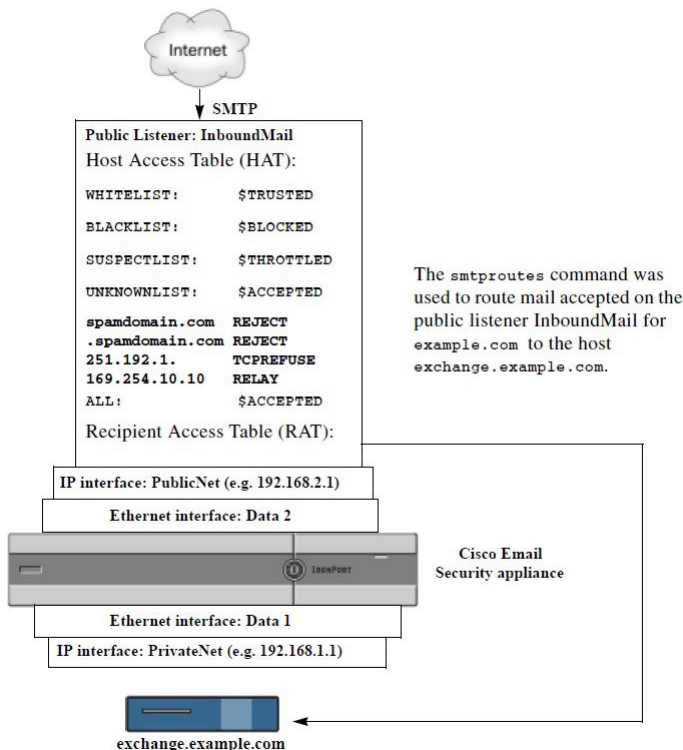 Internet
SMTP
Public Listener: InboundMail
Host Access Table (HAT):
WHITELIST: $TRUSTED
BLACKLIST: $BLOCKED
SUSPECTLIST: $THROTTLED
UNKNOWNLIST: $ACCEPTED
spamdomain.com REJECT
.spamdomain.com REJECT
251.192.1. TCPREFUSE
169.254.10.10 RELAY
ALL: $ACCEPTED
Recipient Access Table (RAT):
The smtproutes command was
used to route mail accepted on the
public listener InboundMail for
example.com to the host
exchange.example.com.
IP interface: PublicNet (e.g. 192.168.2.1)
Ethernet interface: Data 2
IRONPORT
Cisco Email
Security appliance
Ethernet interface: Data 1
IP interface: PrivateNet (e.g. 192.168.1.1)
exchange.example.com